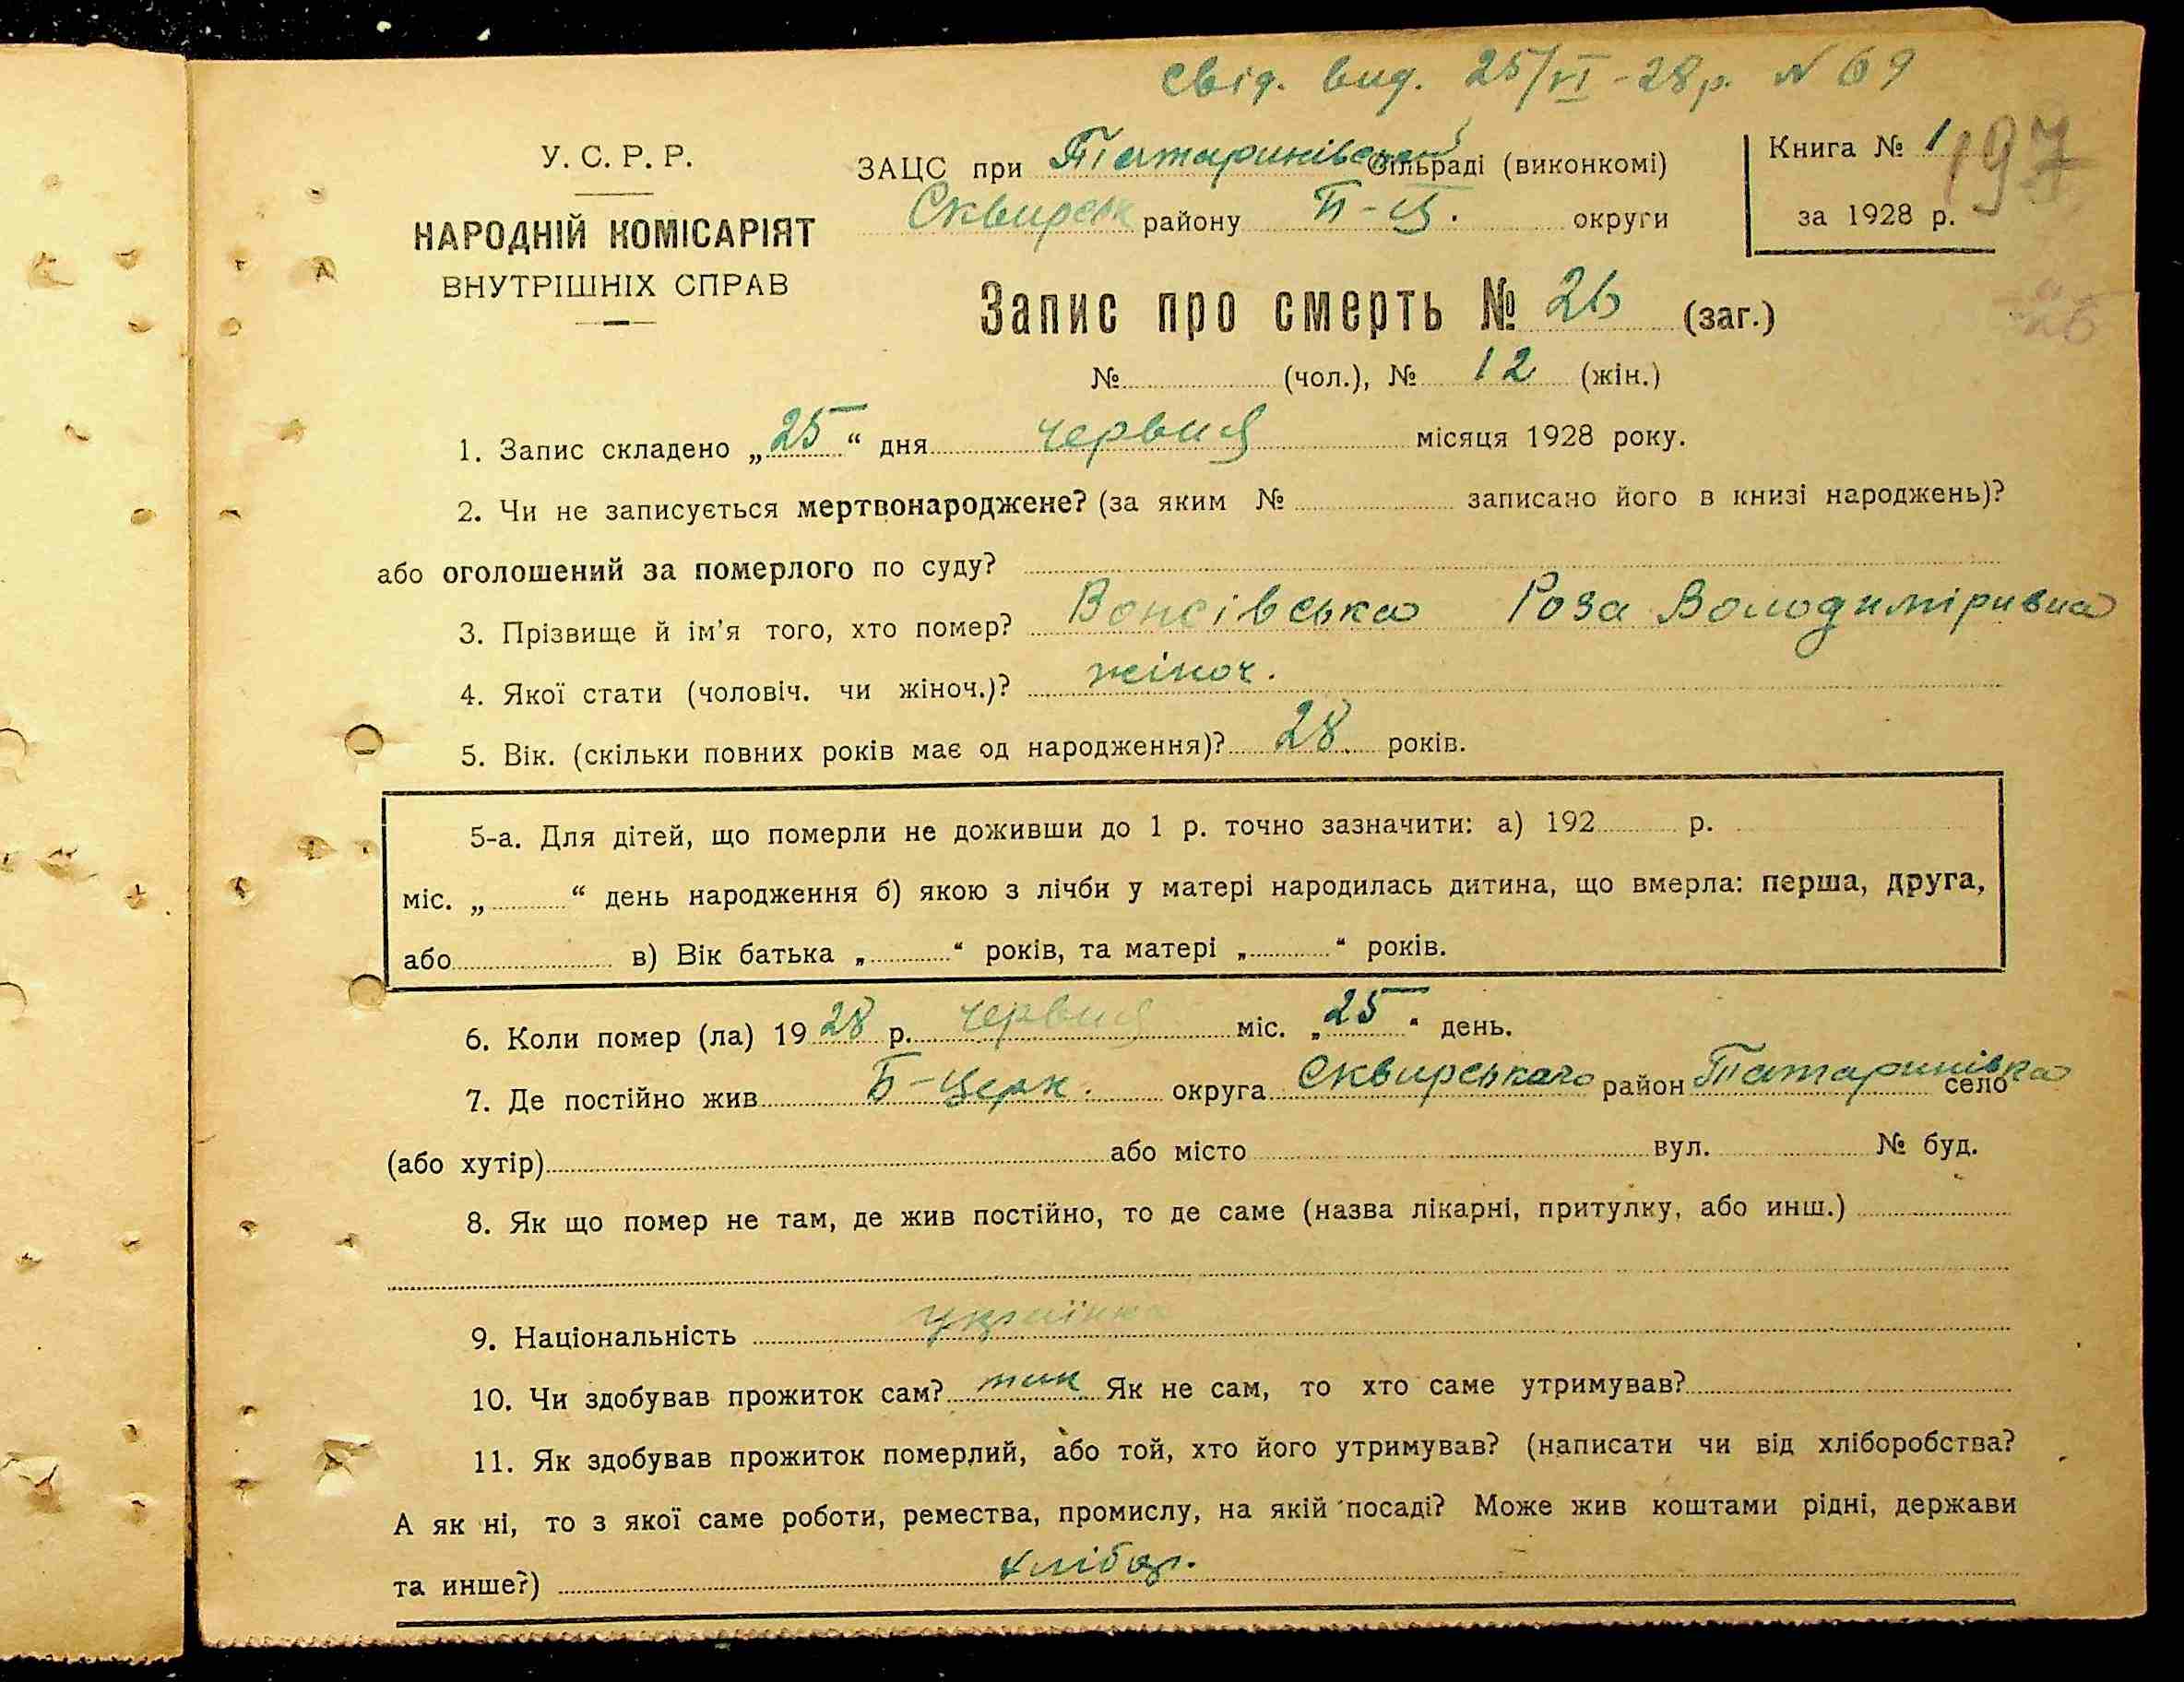 Свід. вид. 25/VI-28р. N 69
У. С. Р. Р.
НАРОДНІЙ КОМІСАРІЯТ
ВНУТРІШНІХ СПРАВ
ЗАЦС при Татаринівській сільраді (виконкомі)
Сквирськ району Б-Ц. округи
Книга № 1
197
за 1928 р.
Запис про смерть № 26 (заг.)
№ (чол.), № 12 (жін.)
1. Запис складено „25“ дня червня місяця 1928 року.
2. Чи не записується мертвонароджене? (за яким № записано його в книзі народжень)?
або оголошений за померлого по суду?
3. Прізвище й ім’я того, хто помер? Вонсівська Роза Володиміривна
4. Якої стати (чоловіч. чи жіноч.)? жіноч.
5. Вік. (скільки повних років має од народження)? 28 років.
5-а. Для дітей, що померли не доживши до 1 р. точно зазначити: а) 192 р.
міс. „ “ день народження б) якою з лічби у матері народилась дитина, що вмерла: перша, друга,
або в) Вік батька „ “ років, та матері „ “ років.
6. Коли помер (ла) 1928 р. червня міс. „25“ день.
7. Де постійно жив Б-Церк. округа Сквирського район Татаринівка село
(або хутір) або місто вул. № буд.
8. Як що помер не там, де жив постійно, то де саме (назва лікарні, притулку, або инш.)
9. Національність українка
10. Чи здобував прожиток сам? так Як не сам, то хто саме утримував?
11. Як здобував прожиток померлий, або той, хто його утримував? (написати чи від хліборобства?
А як ні, то з якої саме роботи, ремества, промислу, на якій посаді? Може жив коштами рідні, держави
та инше?) хлібор.